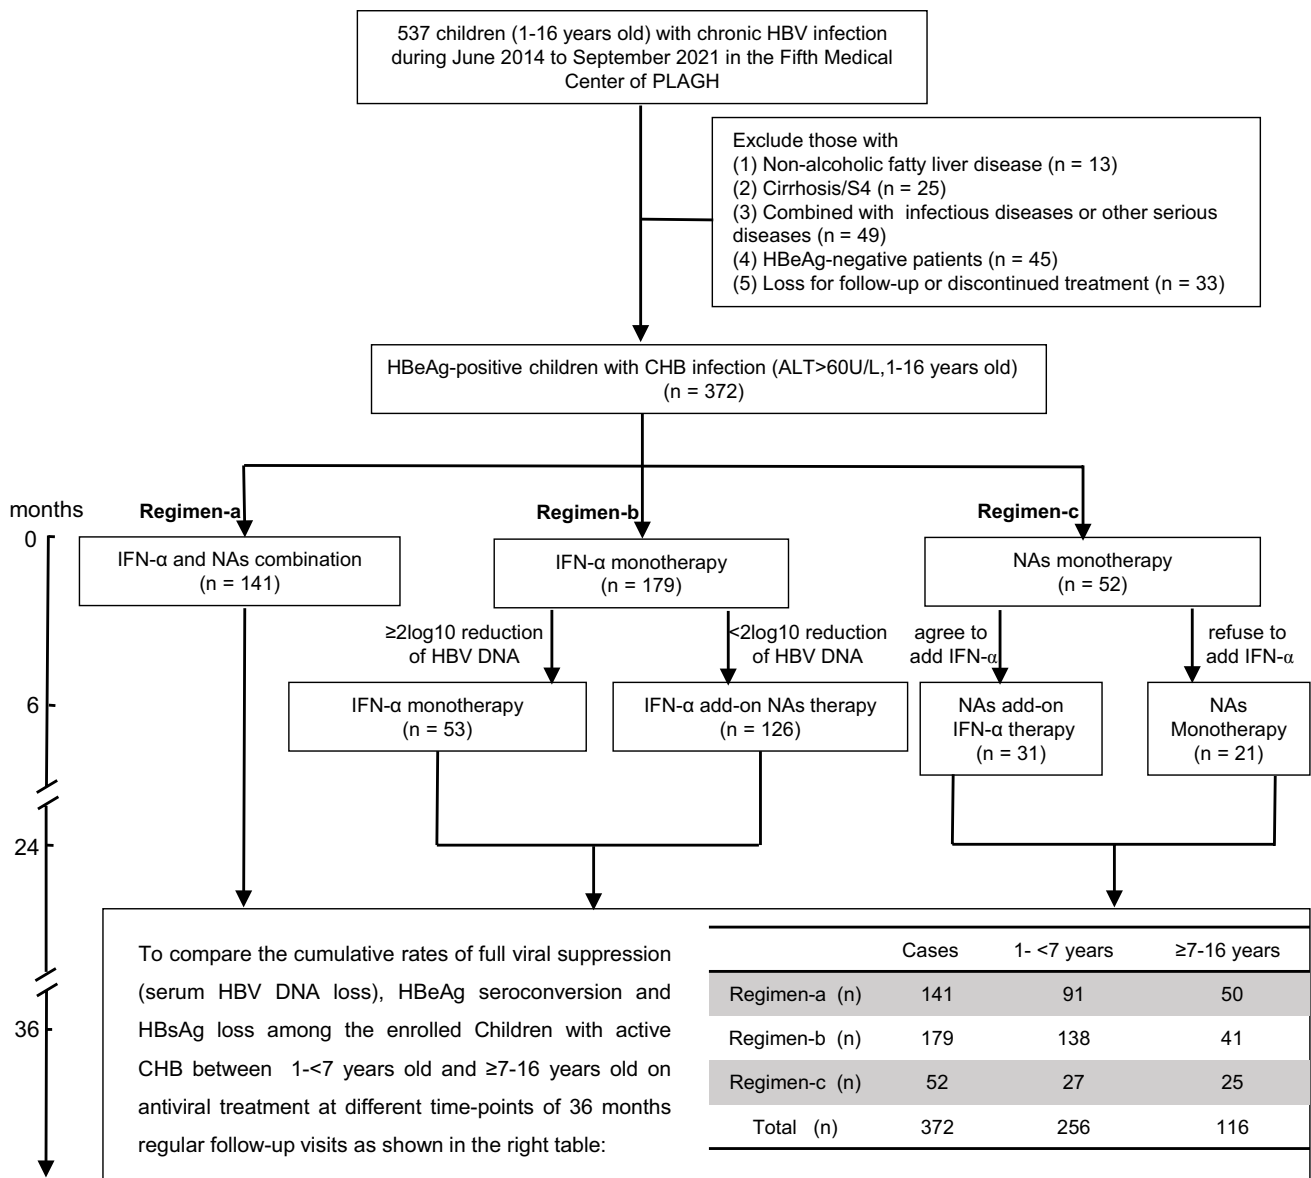 537 children (1-16 years old) with chronic HBV infection
during June 2014 to September 2021 in the Fifth Medical
Center of PLAGH
Exclude those with
(1) Non-alcoholic fatty liver disease (n = 13)
(2) Cirrhosis/S4 (n = 25)
(3) Combined with infectious diseases or other serious
diseases (n = 49)
(4) HBeAg-negative patients (n = 45)
(5) Loss for follow-up or discontinued treatment (n = 33)
HBeAg-positive children with CHB infection (ALT>60U/L,1-16 years old)
(n = 372)
months
0
6
24
36
Regimen-a
IFN-α and NAs combination
(n = 141)
Regimen-b
IFN-α monotherapy
(n = 179)
≥2log10 reduction
of HBV DNA
<2log10 reduction
of HBV DNA
IFN-α monotherapy
(n = 53)
IFN-α add-on NAs therapy
(n = 126)
Regimen-c
NAs monotherapy
(n = 52)
agree to
add IFN-α
refuse to
add IFN-α
NAs add-on
IFN-α therapy
(n = 31)
NAs
Monotherapy
(n = 21)
To compare the cumulative rates of full viral suppression
(serum HBV DNA loss), HBeAg seroconversion and
HBsAg loss among the enrolled Children with active
CHB between 1-<7 years old and ≥7-16 years old on
antiviral treatment at different time-points of 36 months
regular follow-up visits as shown in the right table:
Cases 1- <7 years ≥7-16 years
Regimen-a (n) 141 91 50
Regimen-b (n) 179 138 41
Regimen-c (n) 52 27 25
Total (n) 372 256 116